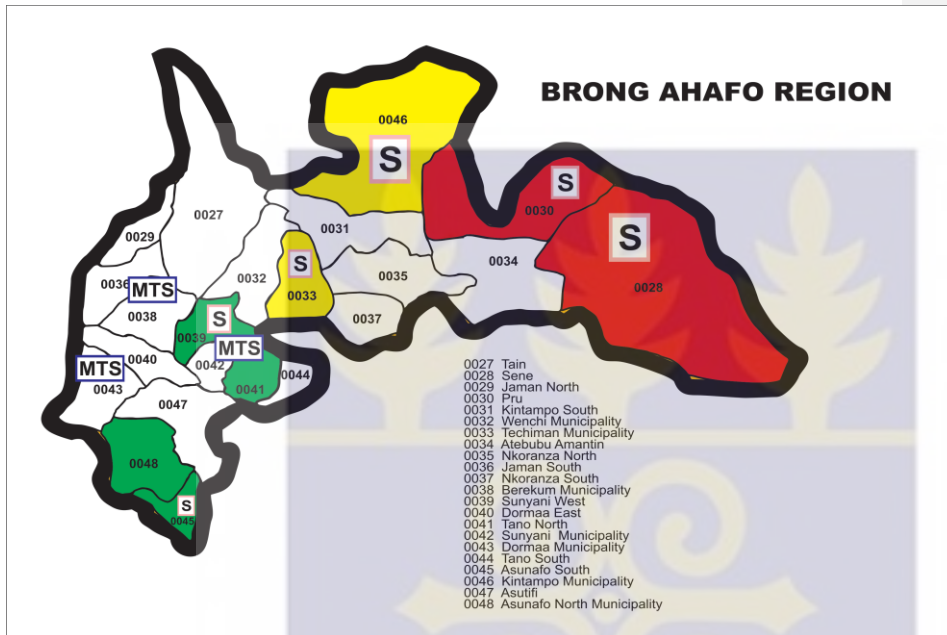 BRONG AHAFO REGION
0046
S
S
0027
0030
S
0029
0031
0028
0036
MTS
0032
S
0035
0034
0033
0038
S
0037
0039
MTS
0040
0042
MTS
0043
0041
0044
0047
0048
S
0045
0027 Tain
0028 Sene
0029 Jaman North
0030 Pru
0031 Kintampo South
0032 Wenchi Municipality
0033 Techiman Municipality
0034 Atebubu Amantin
0035 Nkoranza North
0036 Jaman South
0037 Nkoranza South
0038 Berekum Municipality
0039 Sunyani West
0040 Dormaa East
0041 Tano North
0042 Sunyani Municipality
0043 Dormaa Municipality
0044 Tano South
0045 Asunafo South
0046 Kintampo Municipality
0047 Asutifi
0048 Asunafo North Municipality